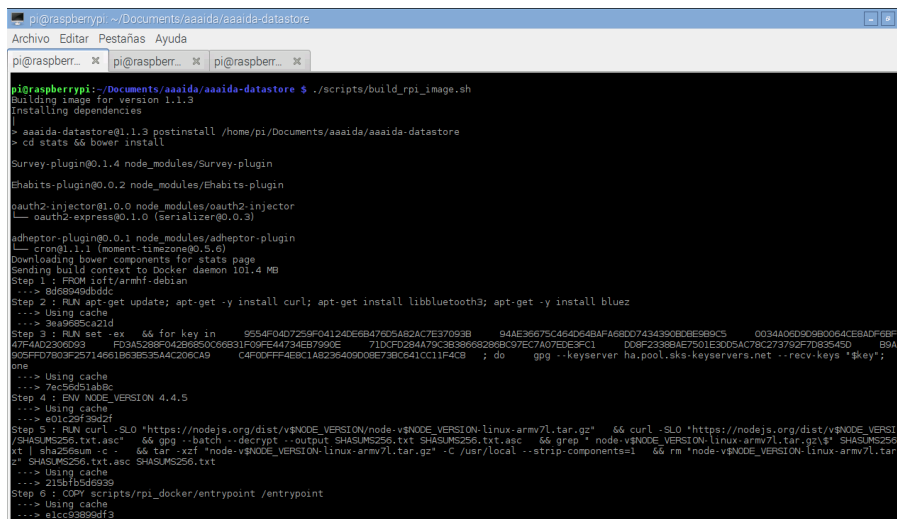 pi@raspberrypi: ~/Documents/aaaida/aaaida-datastore
Archivo Editar Pestañas Ayuda
pi@raspberr... pi@raspberr... pi@raspberr...
pi@raspberrypi:~/Documents/aaaida/aaaida-datastore $ ./scripts/build_rpi_image.sh
Building image for version 1.1.3
Installing dependencies
|
> aaaida-datastore@1.1.3 postinstall /home/pi/Documents/aaaida/aaaida-datastore
> cd stats && bower install
Survey-plugin@0.1.4 node_modules/Survey-plugin
Ehabits-plugin@0.0.2 node_modules/Ehabits-plugin
oauth2-injector@1.0.0 node_modules/oauth2-injector
└── oauth2-express@0.1.0 (serializer@0.0.3)
adheptor-plugin@0.0.1 node_modules/adheptor-plugin
└── cron@1.1.1 (moment-timezone@0.5.6)
Downloading bower components for stats page
Sending build context to Docker daemon 101.4 MB
Step 1 : FROM ioft/armhf-debian
---> 8d68949dbddc
Step 2 : RUN apt-get update; apt-get -y install curl; apt-get install libbluetooth3; apt-get -y install bluez
---> Using cache
---> 3ea9685ca21d
Step 3 : RUN set -ex && for key in 9554F04D7259F04124DE6B476D5A82AC7E37093B 94AE36675C464D64BAFA68DD7434390BDBE9B9C5 0034A06D9D9B0064CE8ADF6BF
47F4AD2306D93 FD3A5288F042B6850C66B31F09FE44734EB7990E 71DCFD284A79C3B38668286BC97EC7A07EDE3FC1 DD8F2338BAE7501E3DD5AC78C273792F7D83545D B9A
905FFD7803F25714661B63B535A4C206CA9 C4F0DFFF4E8C1A8236409D08E73BC641CC11F4C8 ; do gpg --keyserver ha.pool.sks-keyservers.net --recv-keys "$key";
one
---> Using cache
---> 7ec56d51ab8c
Step 4 : ENV NODE_VERSION 4.4.5
---> Using cache
---> e01c29f39d2f
Step 5 : RUN curl -SLO "https://nodejs.org/dist/v$NODE_VERSION/node-v$NODE_VERSION-linux-armv7l.tar.gz" && curl -SLO "https://nodejs.org/dist/v$NODE_VERSI
/SHASUMS256.txt.asc" && gpg --batch --decrypt --output SHASUMS256.txt SHASUMS256.txt.asc && grep " node-v$NODE_VERSION-linux-armv7l.tar.gz\$" SHASUMS256
xt | sha256sum -c - && tar -xzf "node-v$NODE_VERSION-linux-armv7l.tar.gz" -C /usr/local --strip-components=1 && rm "node-v$NODE_VERSION-linux-armv7l.tar
z" SHASUMS256.txt.asc SHASUMS256.txt
---> Using cache
---> 215bfb5d6939
Step 6 : COPY scripts/rpi_docker/entrypoint /entrypoint
---> Using cache
---> e1cc93899df3